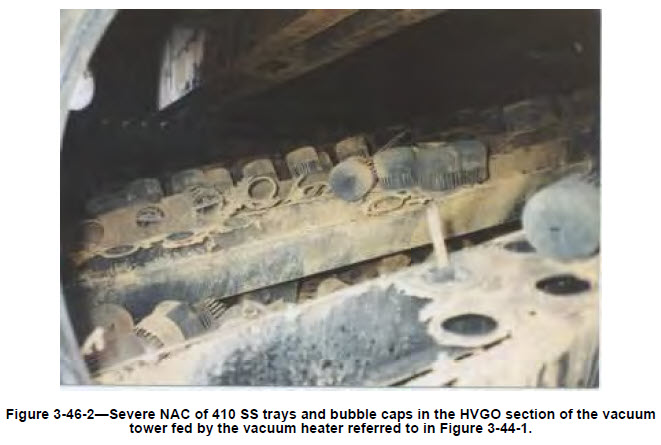 Figure 3-46-2—Severe NAC of 410 SS trays and bubble caps in the HVGO section of the vacuum
tower fed by the vacuum heater referred to in Figure 3-44-1.